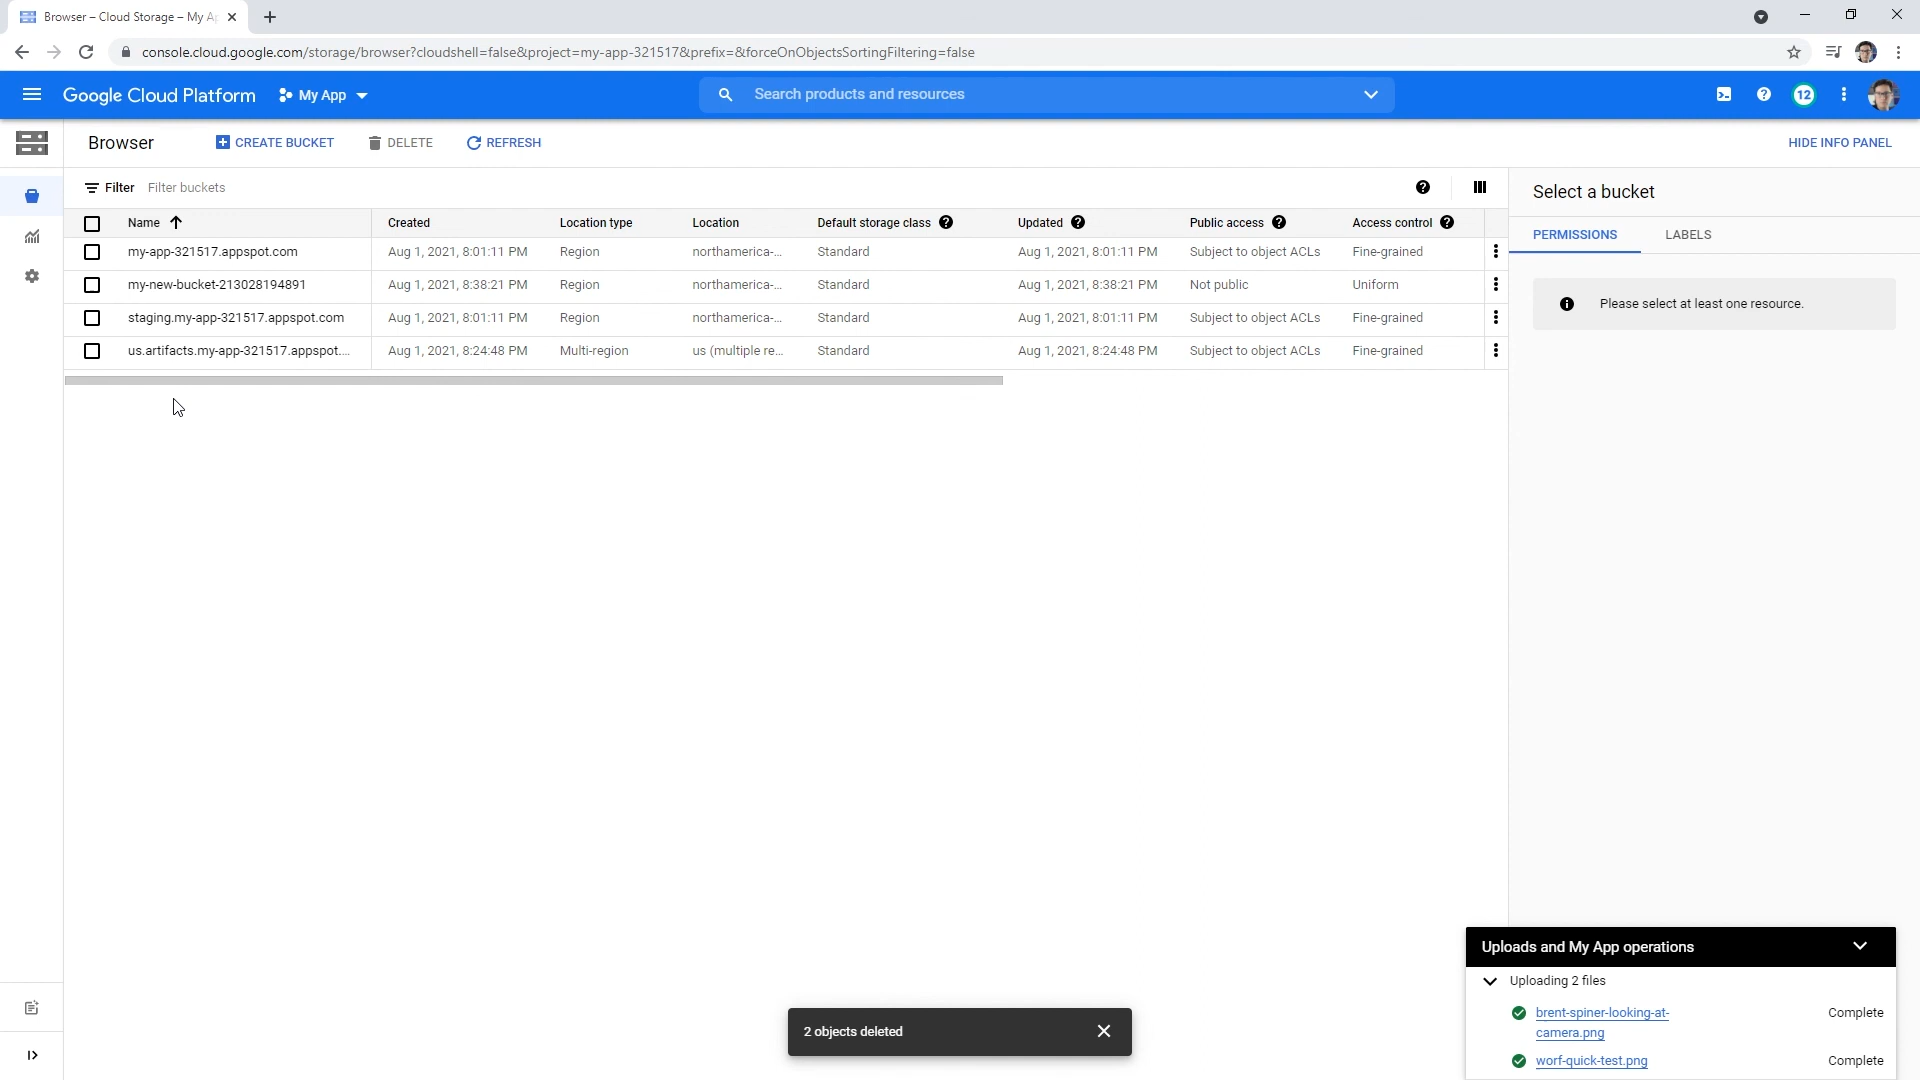 Browser – Cloud Storage – My Ap
console.cloud.google.com/storage/browser?cloudshell=false&project=my-app-321517&prefix=&forceOnObjectsSortingFiltering=false
Google Cloud Platform My App Search products and resources 12
Browser CREATE BUCKET DELETE REFRESH HIDE INFO PANEL
Filter Filter buckets
Select a bucket
Name Created Location type Location Default storage class Updated Public access Access control
PERMISSIONS LABELS
my-app-321517.appspot.com Aug 1, 2021, 8:01:11 PM Region northamerica-... Standard Aug 1, 2021, 8:01:11 PM Subject to object ACLs Fine-grained
my-new-bucket-213028194891 Aug 1, 2021, 8:38:21 PM Region northamerica-... Standard Aug 1, 2021, 8:38:21 PM Not public Uniform
Please select at least one resource.
staging.my-app-321517.appspot.com Aug 1, 2021, 8:01:11 PM Region northamerica-... Standard Aug 1, 2021, 8:01:11 PM Subject to object ACLs Fine-grained
us.artifacts.my-app-321517.appspot.... Aug 1, 2021, 8:24:48 PM Multi-region us (multiple re... Standard Aug 1, 2021, 8:24:48 PM Subject to object ACLs Fine-grained
Uploads and My App operations
Uploading 2 files
brent-spiner-looking-at- Complete
camera.png
worf-quick-test.png Complete
2 objects deleted